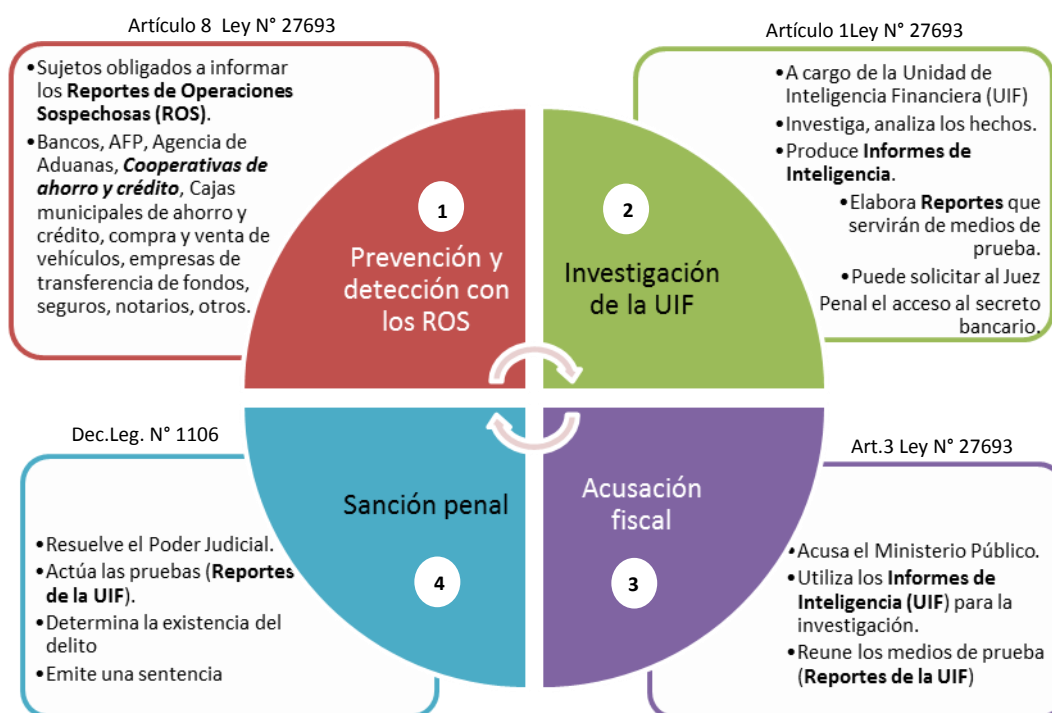 Artículo 8  Ley N° 27693
•Sujetos obligados a informar
los Reportes de Operaciones
Sospechosas (ROS).
•Bancos, AFP, Agencia de
Aduanas, Cooperativas de
ahorro y crédito, Cajas
municipales de ahorro y
crédito, compra y venta de
vehículos, empresas de
transferencia de fondos,
seguros, notarios, otros.
1
Prevención y
detección con
los ROS
Artículo 1Ley N° 27693
•A cargo de la Unidad de
Inteligencia Financiera (UIF)
•Investiga, analiza los hechos.
•Produce Informes de
Inteligencia.
•Elabora Reportes que
servirán de medios de
prueba.
•Puede solicitar al Juez
Penal el acceso al secreto
bancario.
2
Investigación
de la UIF
Dec.Leg. N° 1106
•Resuelve el Poder Judicial.
•Actúa las pruebas (Reportes
de la UIF).
•Determina la existencia del
delito
•Emite una sentencia
Sanción penal
4
Art.3 Ley N° 27693
•Acusa el Ministerio Público.
•Utiliza los Informes de
Inteligencia (UIF) para la
investigación.
•Reune los medios de prueba
(Reportes de la UIF)
Acusación
fiscal
3